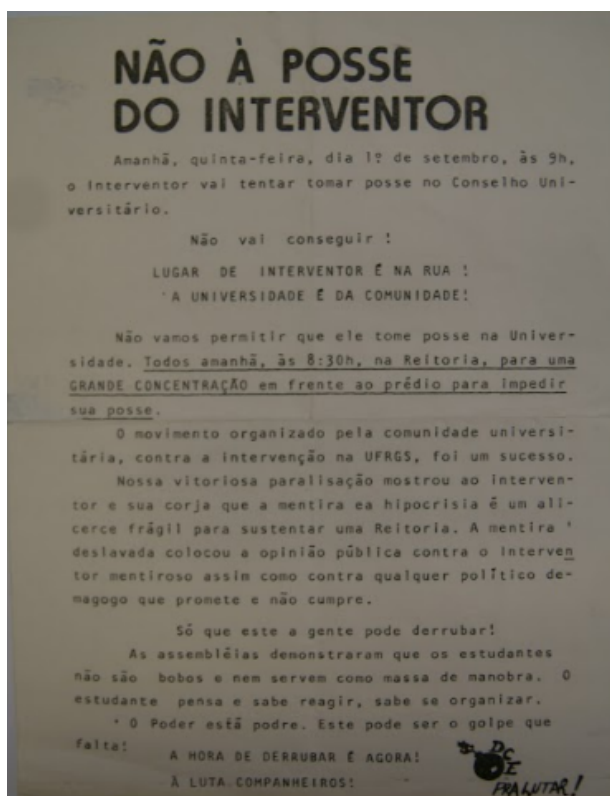 NÃO À POSSE
DO INTERVENTOR
Amanhã, quinta-feira, dia 1º de setembro, às 9h,
o Interventor vai tentar tomar posse no Conselho Uni-
versitário.
Não vai conseguir !
LUGAR DE INTERVENTOR É NA RUA !
A UNIVERSIDADE É DA COMUNIDADE!
Não vamos permitir que ele tome posse na Univer-
sidade. Todos amanhã, às 8:30h, na Reitoria, para uma
GRANDE CONCENTRAÇÃO em frente ao prédio para impedir
sua posse.
O movimento organizado pela comunidade universi-
tária, contra a intervenção na UFRGS, foi um sucesso.
Nossa vitoriosa paralisação mostrou ao interven-
tor e sua corja que a mentira ea hipocrisia é um ali-
cerce frágil para sustentar uma Reitoria. A mentira '
deslavada colocou a opinião pública contra o interven
tor mentiroso assim como contra qualquer político de-
magogo que promete e não cumpre.
Só que este a gente pode derrubar!
As assembléias demonstraram que os estudantes
não são bobos e nem servem como massa de manobra. O
estudante pensa e sabe reagir, sabe se organizar.
' O Poder está podre. Este pode ser o golpe que
falta!
A HORA DE DERRUBAR É AGORA!
À LUTA COMPANHEIROS!
DCE
PRA LUTAR!